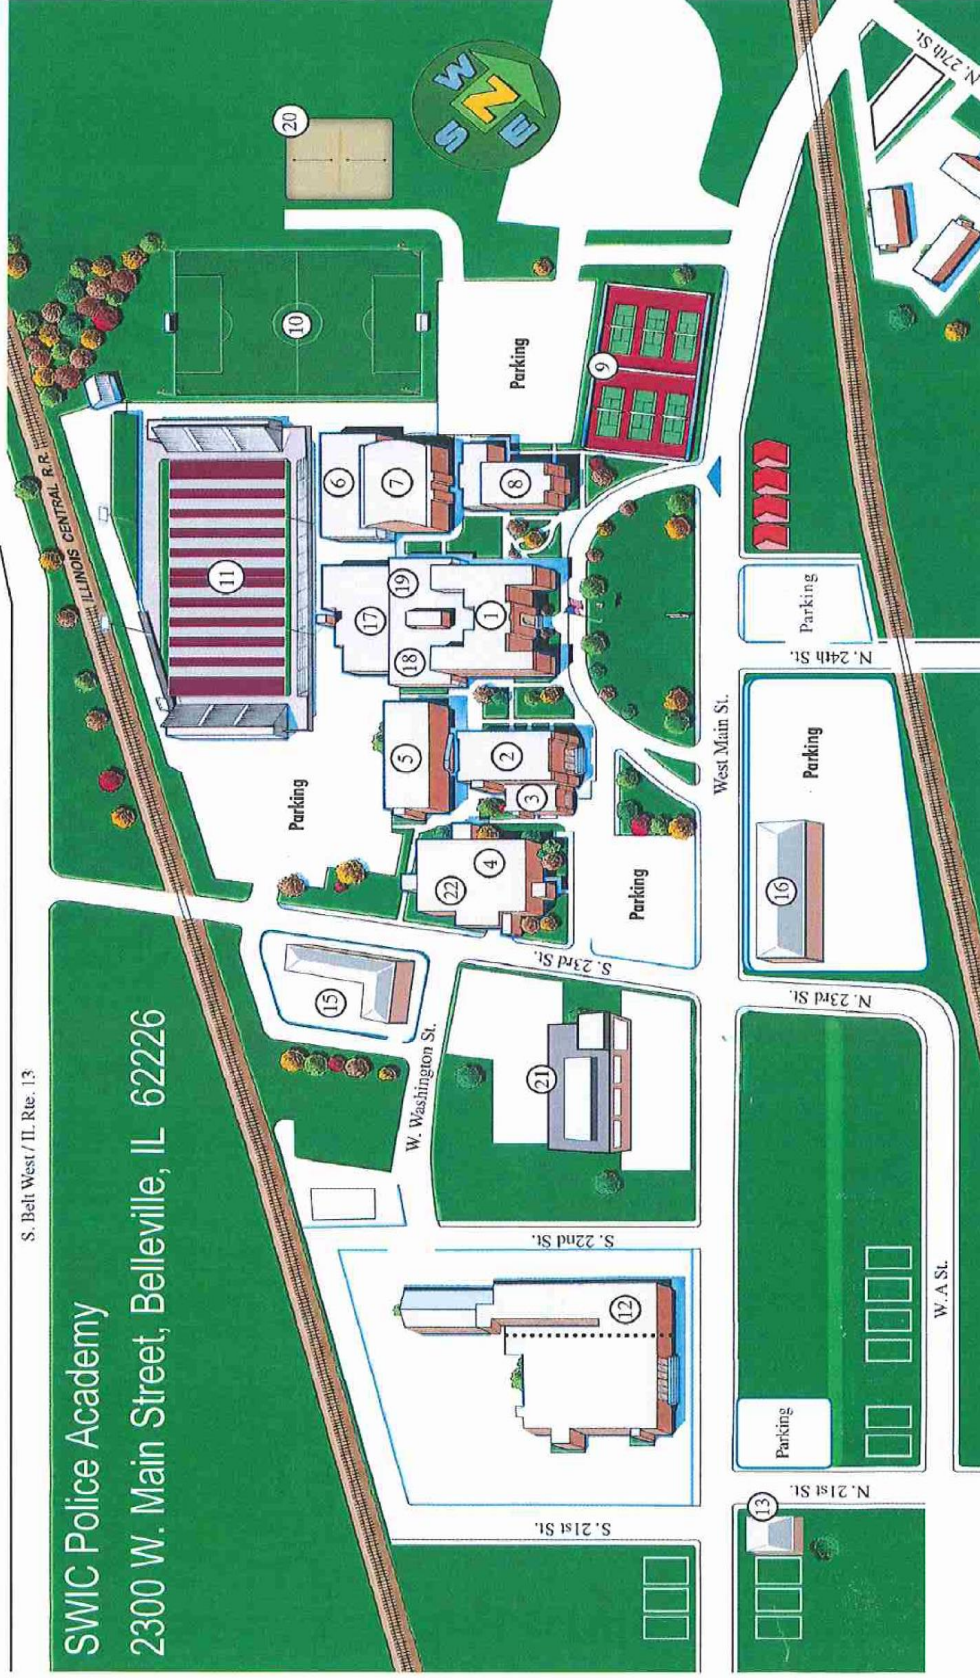 S. Belt West / Il. Rte. 13
SWIC Police Academy
2300 W. Main Street, Belleville, IL 62226
ILLINOIS CENTRAL R.R.
20
S W N E
10
11
6
7
8
9
Parking
17
19
18
1
5
2
3
22
4
Parking
Parking
15
S. 23rd St.
W. Washington St.
21
S. 22nd St.
12
S. 21st St.
West Main St.
N. 27th St.
Parking
N. 24th St.
Parking
16
N. 23rd St.
Parking
W. A St.
N. 21st St.
13